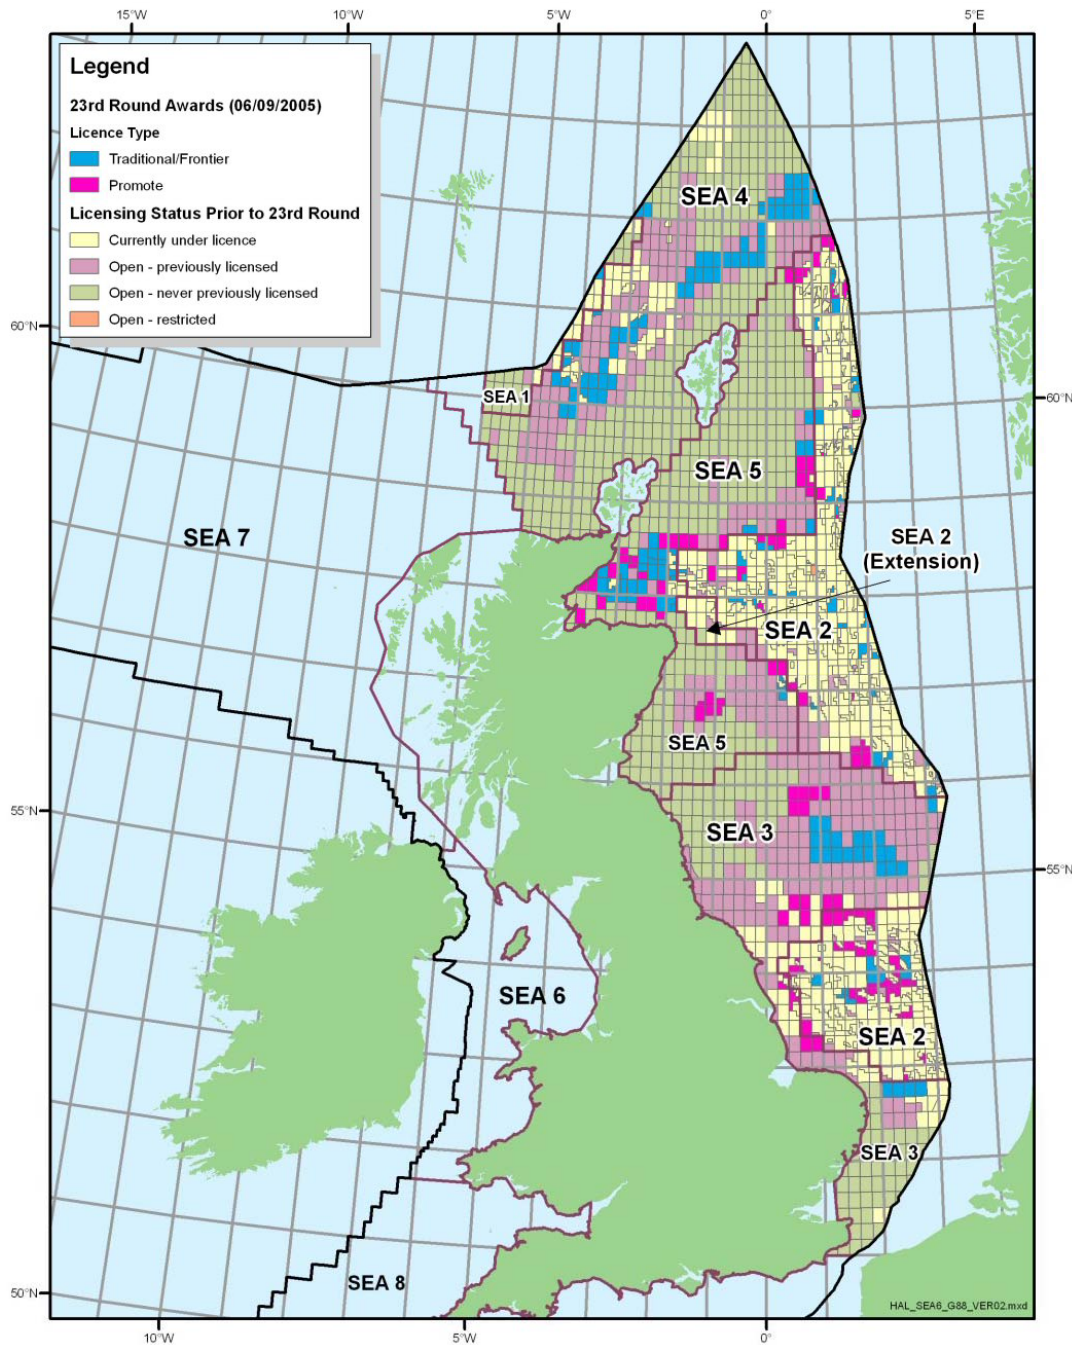 15°W 10°W 5°W 0° 5°E
Legend
23rd Round Awards (06/09/2005)
Licence Type
Traditional/Frontier
Promote
Licensing Status Prior to 23rd Round
Currently under licence
Open - previously licensed
Open - never previously licensed
Open - restricted
SEA 4
60°N
60°N
SEA 1
SEA 5
SEA 7
SEA 2
(Extension)
SEA 2
SEA 5
55°N
SEA 3
55°N
SEA 6
SEA 2
SEA 3
SEA 8
50°N
HAL_SEA6_G88_VER02.mxd
10°W 5°W 0°